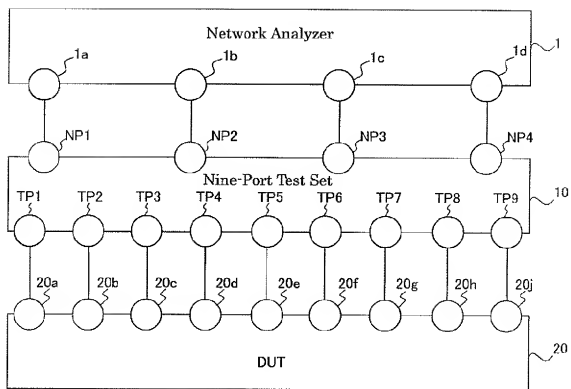 Network Analyzer
1
1a 1b 1c 1d
NP1 NP2 NP3 NP4
Nine-Port Test Set
10
TP1 TP2 TP3 TP4 TP5 TP6 TP7 TP8 TP9
20a 20b 20c 20d 20e 20f 20g 20h 20j
20
DUT